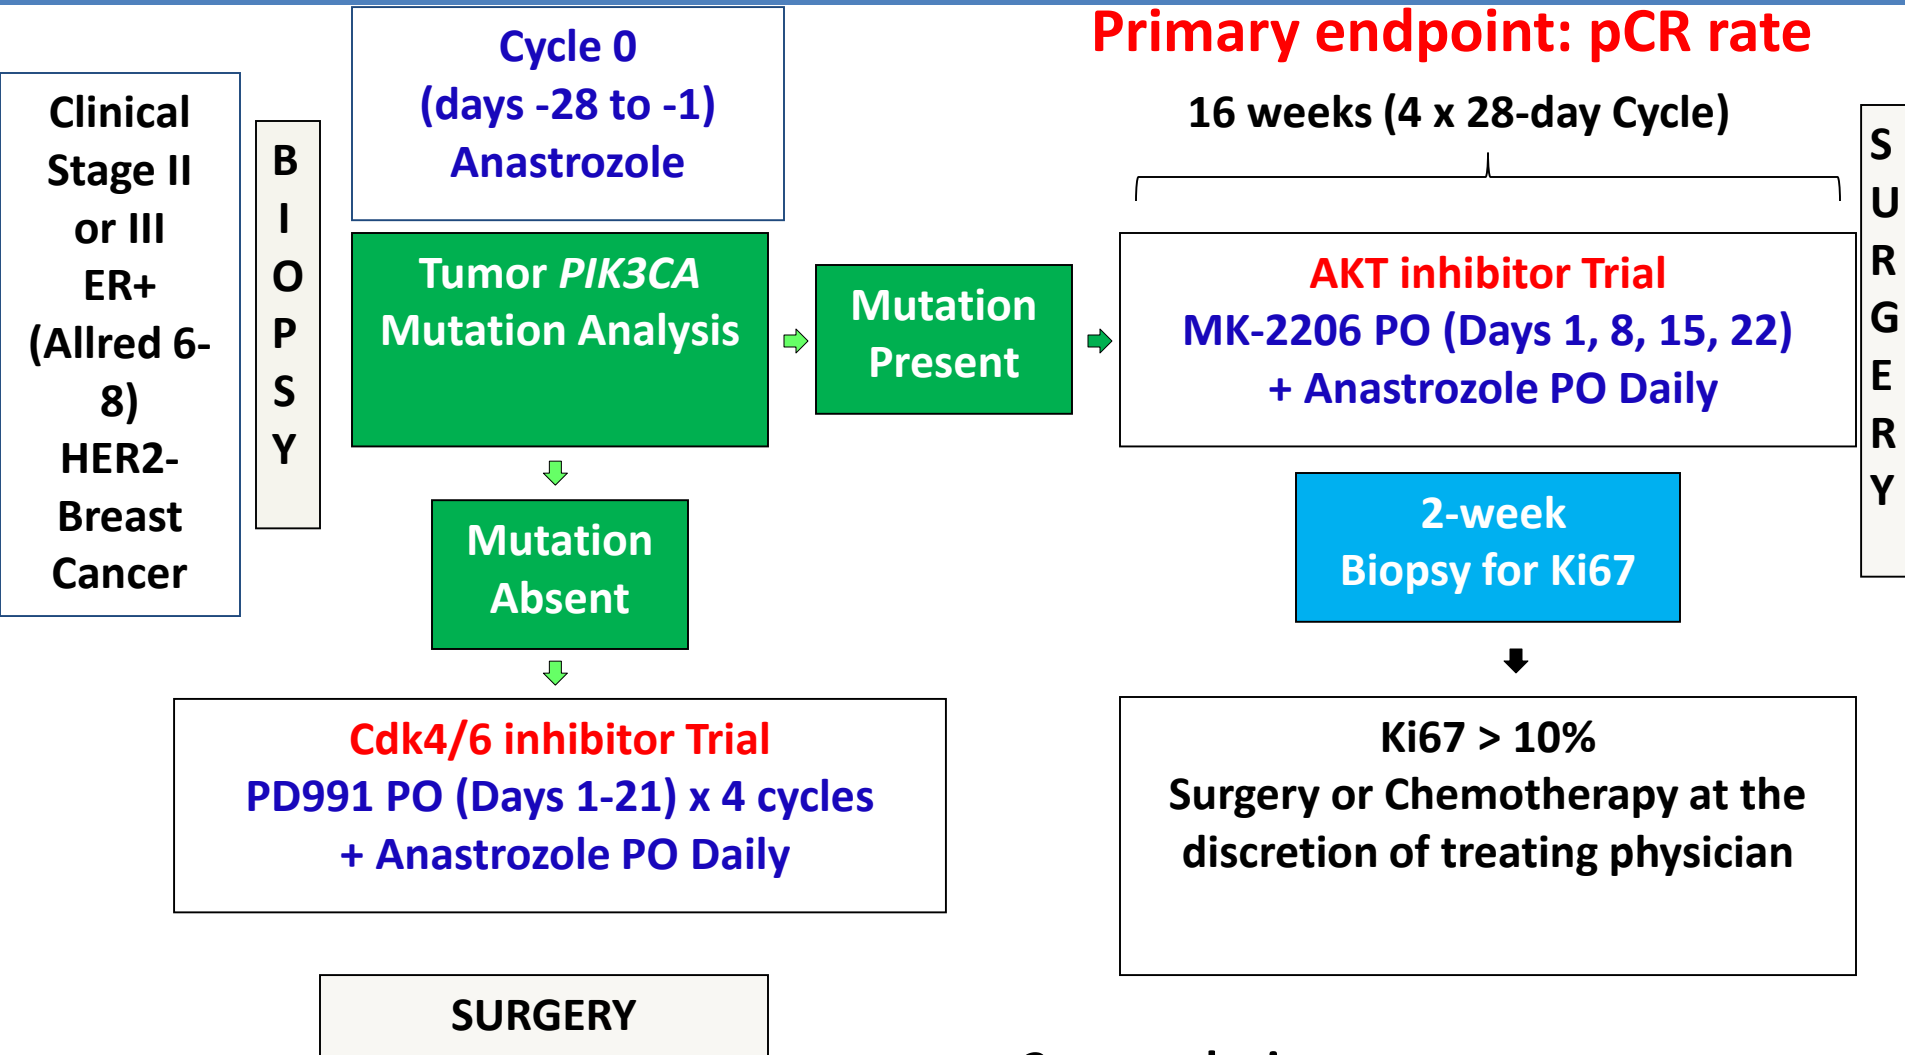 Primary endpoint: pCR rate
Clinical
Stage II
or III
ER+
(Allred 6-
8)
HER2-
Breast
Cancer
B
I
O
P
S
Y
Cycle 0
(days -28 to -1)
Anastrozole
Tumor PIK3CA
Mutation Analysis
Mutation
Present
16 weeks (4 x 28-day Cycle)
AKT inhibitor Trial
MK-2206 PO (Days 1, 8, 15, 22)
+ Anastrozole PO Daily
S
U
R
G
E
R
Y
Mutation
Absent
2-week
Biopsy for Ki67
Cdk4/6 inhibitor Trial
PD991 PO (Days 1-21) x 4 cycles
+ Anastrozole PO Daily
Ki67 > 10%
Surgery or Chemotherapy at the
discretion of treating physician
SURGERY